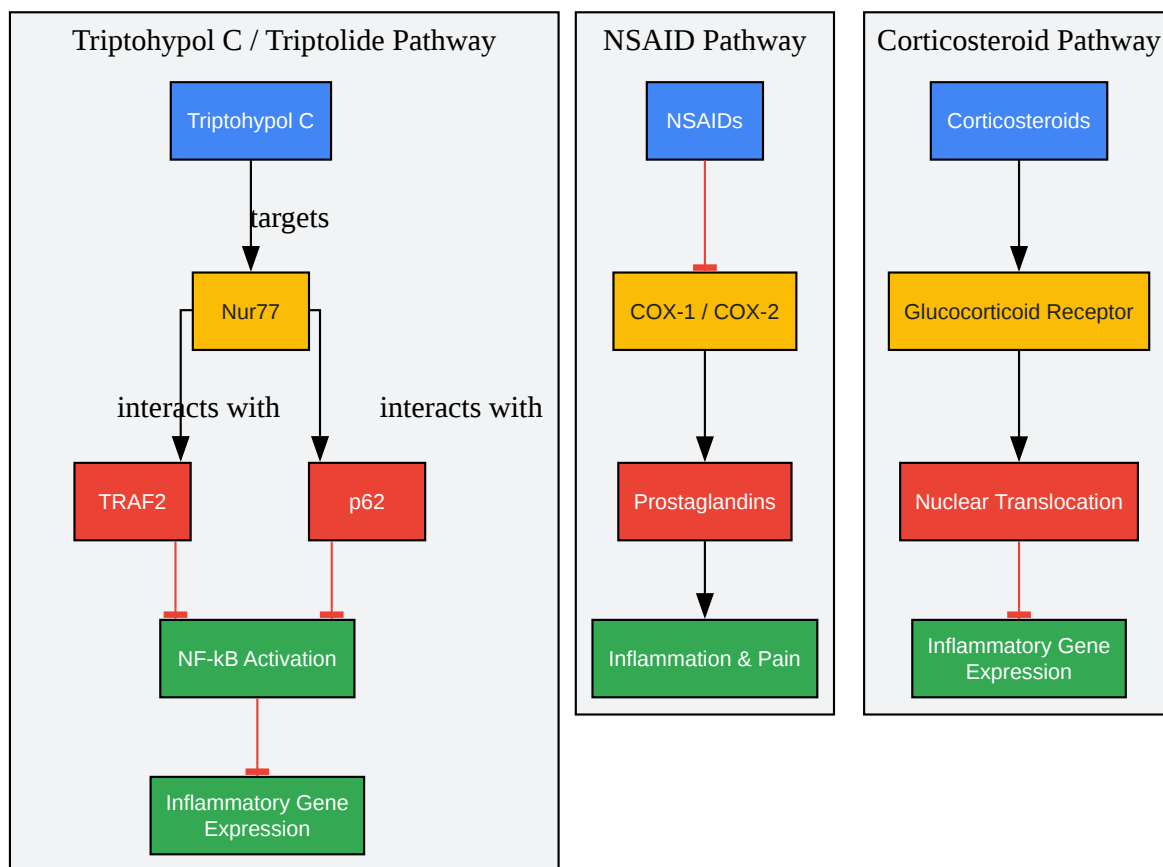 Triptohypol C / Triptolide Pathway
Triptohypol C
targets
Nur77
interacts with
interacts with
TRAF2
p62
NF-kB Activation
Inflammatory Gene
Expression
NSAID Pathway
NSAIDs
COX-1 / COX-2
Prostaglandins
Inflammation & Pain
Corticosteroid Pathway
Corticosteroids
Glucocorticoid Receptor
Nuclear Translocation
Inflammatory Gene
Expression